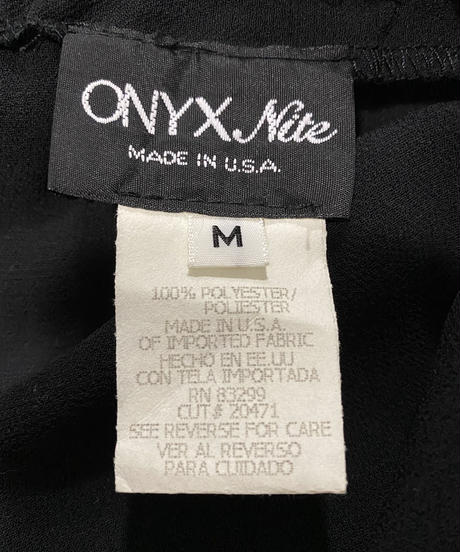 ONYX Nite
MADE IN U.S.A.
M
100% POLYESTER/
POLIESTER
MADE IN U.S.A.
OF IMPORTED FABRIC
HECHO EN EE.UU
CON TELA IMPORTADA
RN 83299
CUT# 20471
SEE REVERSE FOR CARE
VER AL REVERSO
PARA CUIDADO